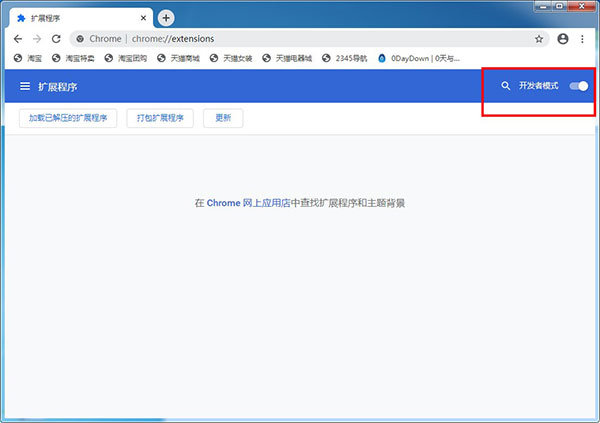 扩展程序
Chrome | chrome://extensions
淘宝 淘宝特卖 淘宝团购 天猫商城 天猫女装 天猫电器城 2345导航 0DayDown | 0天与...
扩展程序 开发者模式
加载已解压的扩展程序 打包扩展程序 更新
在 Chrome 网上应用店中查找扩展程序和主题背景